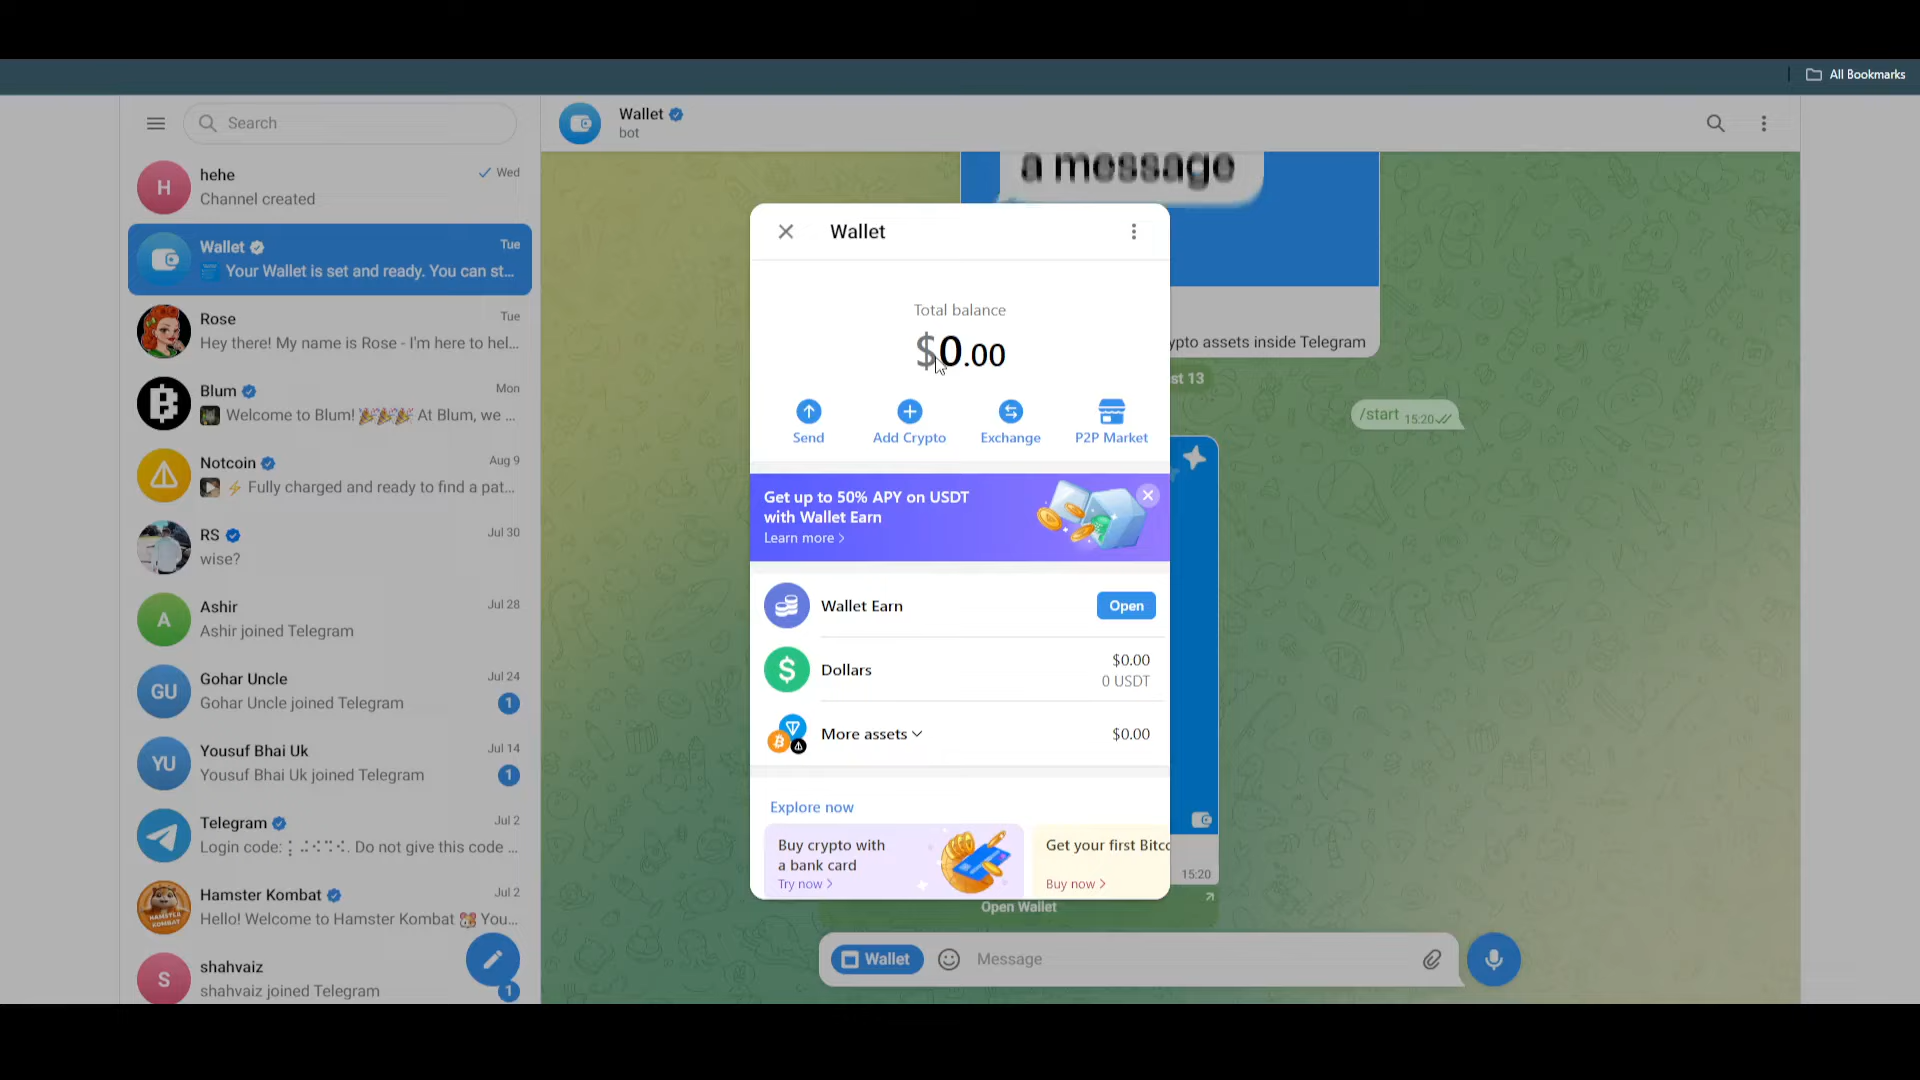 All Bookmarks
Search
H
hehe
Wed
Channel created
Wallet
Tue
Your Wallet is set and ready. You can st...
Rose
Tue
Hey there! My name is Rose - I'm here to hel...
Blum
Mon
Welcome to Blum! 🎉🎉🎉 At Blum, we ...
Notcoin
Aug 9
⚡ Fully charged and ready to find a pat...
RS
Jul 30
wise?
A
Ashir
Jul 28
Ashir joined Telegram
GU
Gohar Uncle
Jul 24
Gohar Uncle joined Telegram
1
YU
Yousuf Bhai Uk
Jul 14
Yousuf Bhai Uk joined Telegram
1
Telegram
Jul 2
Login code: . Do not give this code ...
HAMSTER KOMBAT
Hamster Kombat
Jul 2
Hello! Welcome to Hamster Kombat 🐹 You...
S
shahvaiz
shahvaiz joined Telegram
1
Wallet
bot
a message
ypto assets inside Telegram
st 13
/start 15:20
15:20
Open Wallet
Wallet
Message
Wallet
Total balance
$0.00
Send
Add Crypto
Exchange
P2P Market
Get up to 50% APY on USDT
with Wallet Earn
Learn more >
Wallet Earn
Open
Dollars
$0.00
0 USDT
More assets
$0.00
Explore now
Buy crypto with
a bank card
Try now >
Get your first Bitco
Buy now >